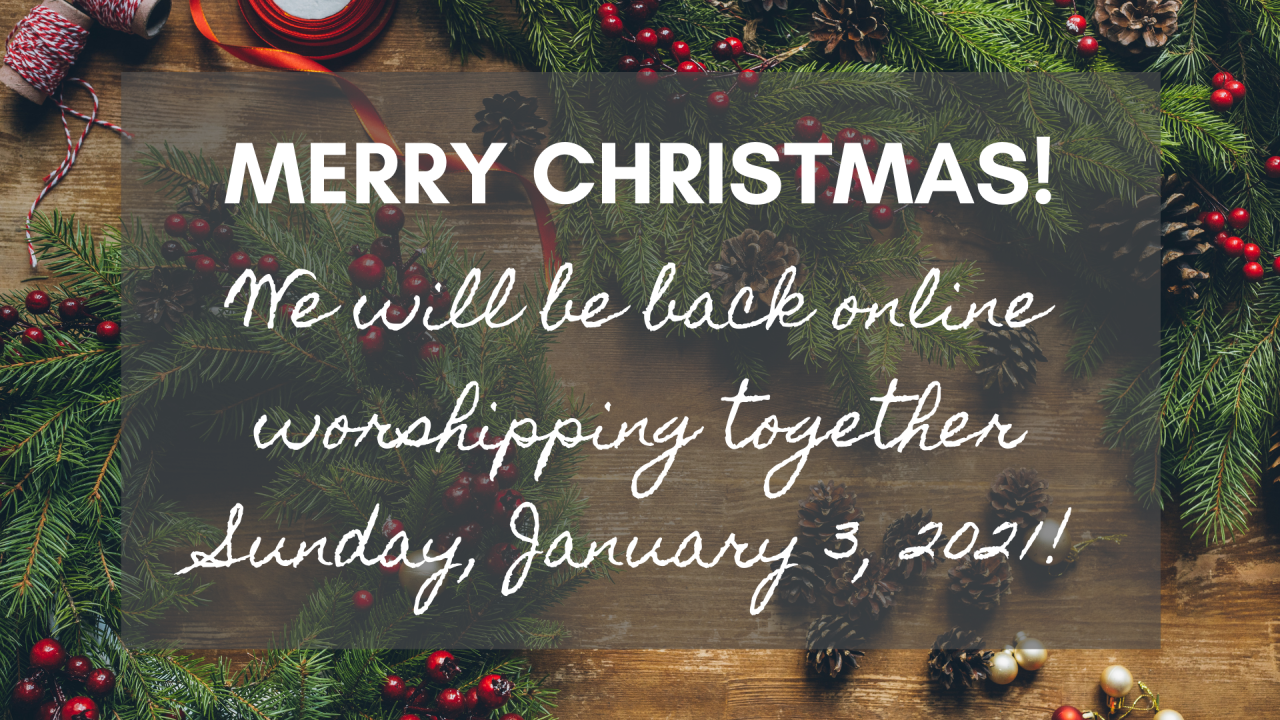 MERRY CHRISTMAS!
We will be back online
worshipping together
Sunday, January 3, 2021!